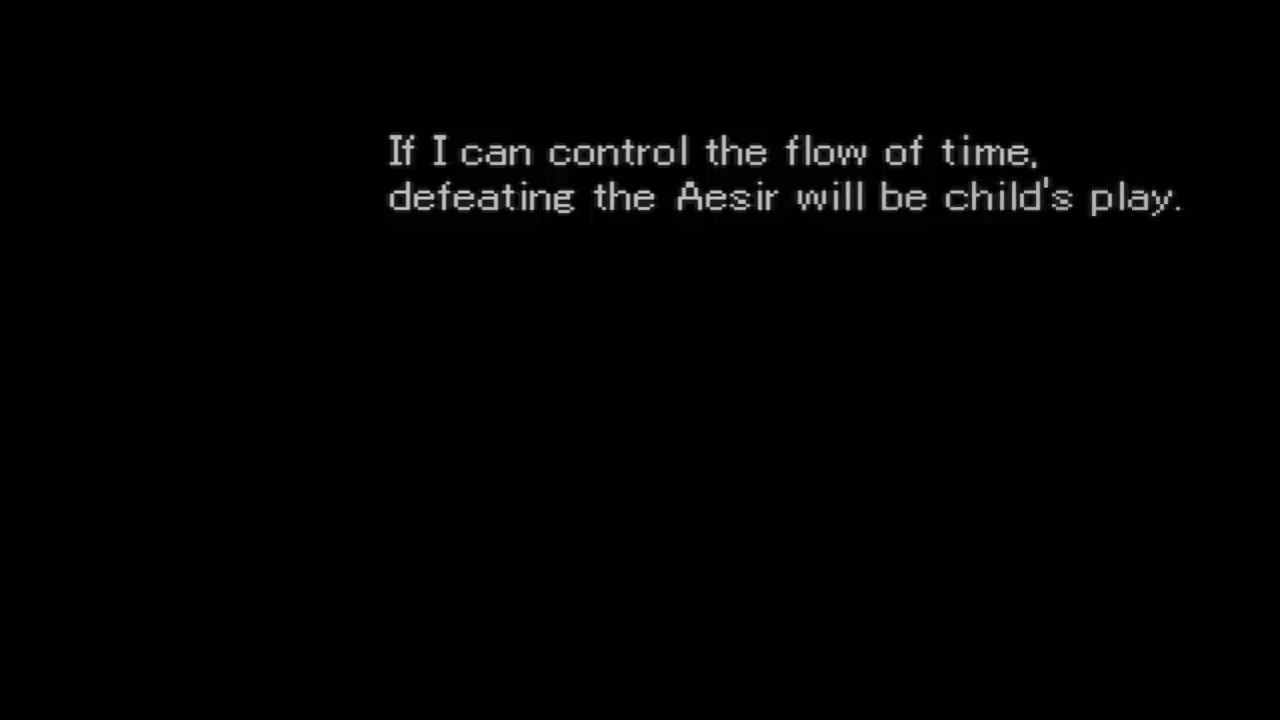 If I can control the flow of time,
defeating the Aesir will be child's play.